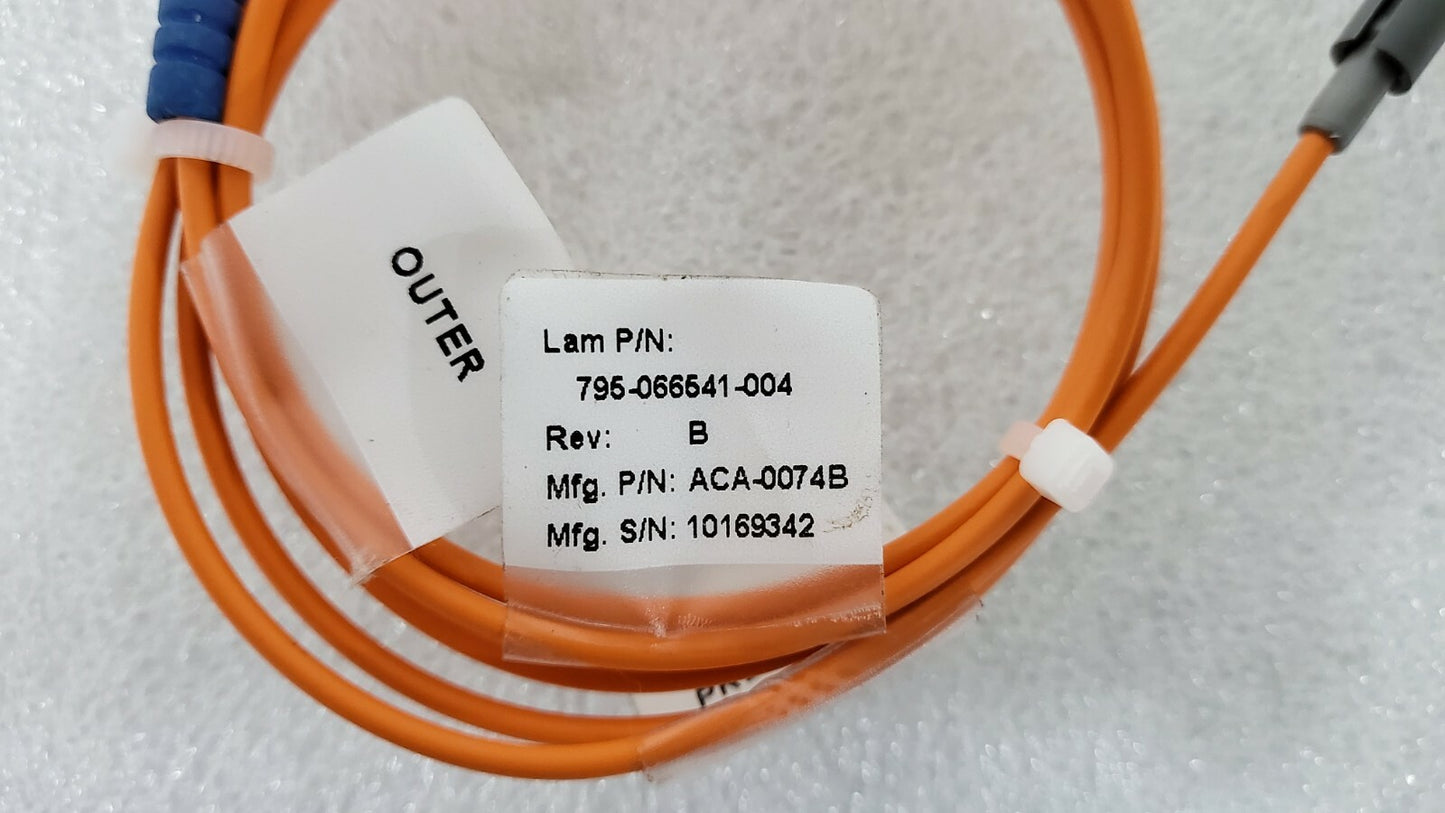 OUTER
Lam P/N:
795-066541-004
Rev: B
Mfg. P/N: ACA-0074B
Mfg. S/N: 10169342